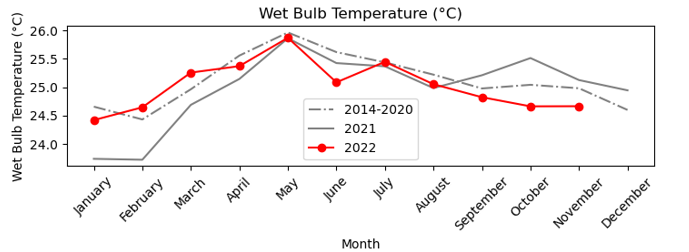 Wet Bulb Temperature (°C)
Wet Bulb Temperature (°C)
26.0
25.5
25.0
24.5
24.0
2014-2020
2021
2022
January
February
March
April
May
June
July
August
September
October
November
December
Month